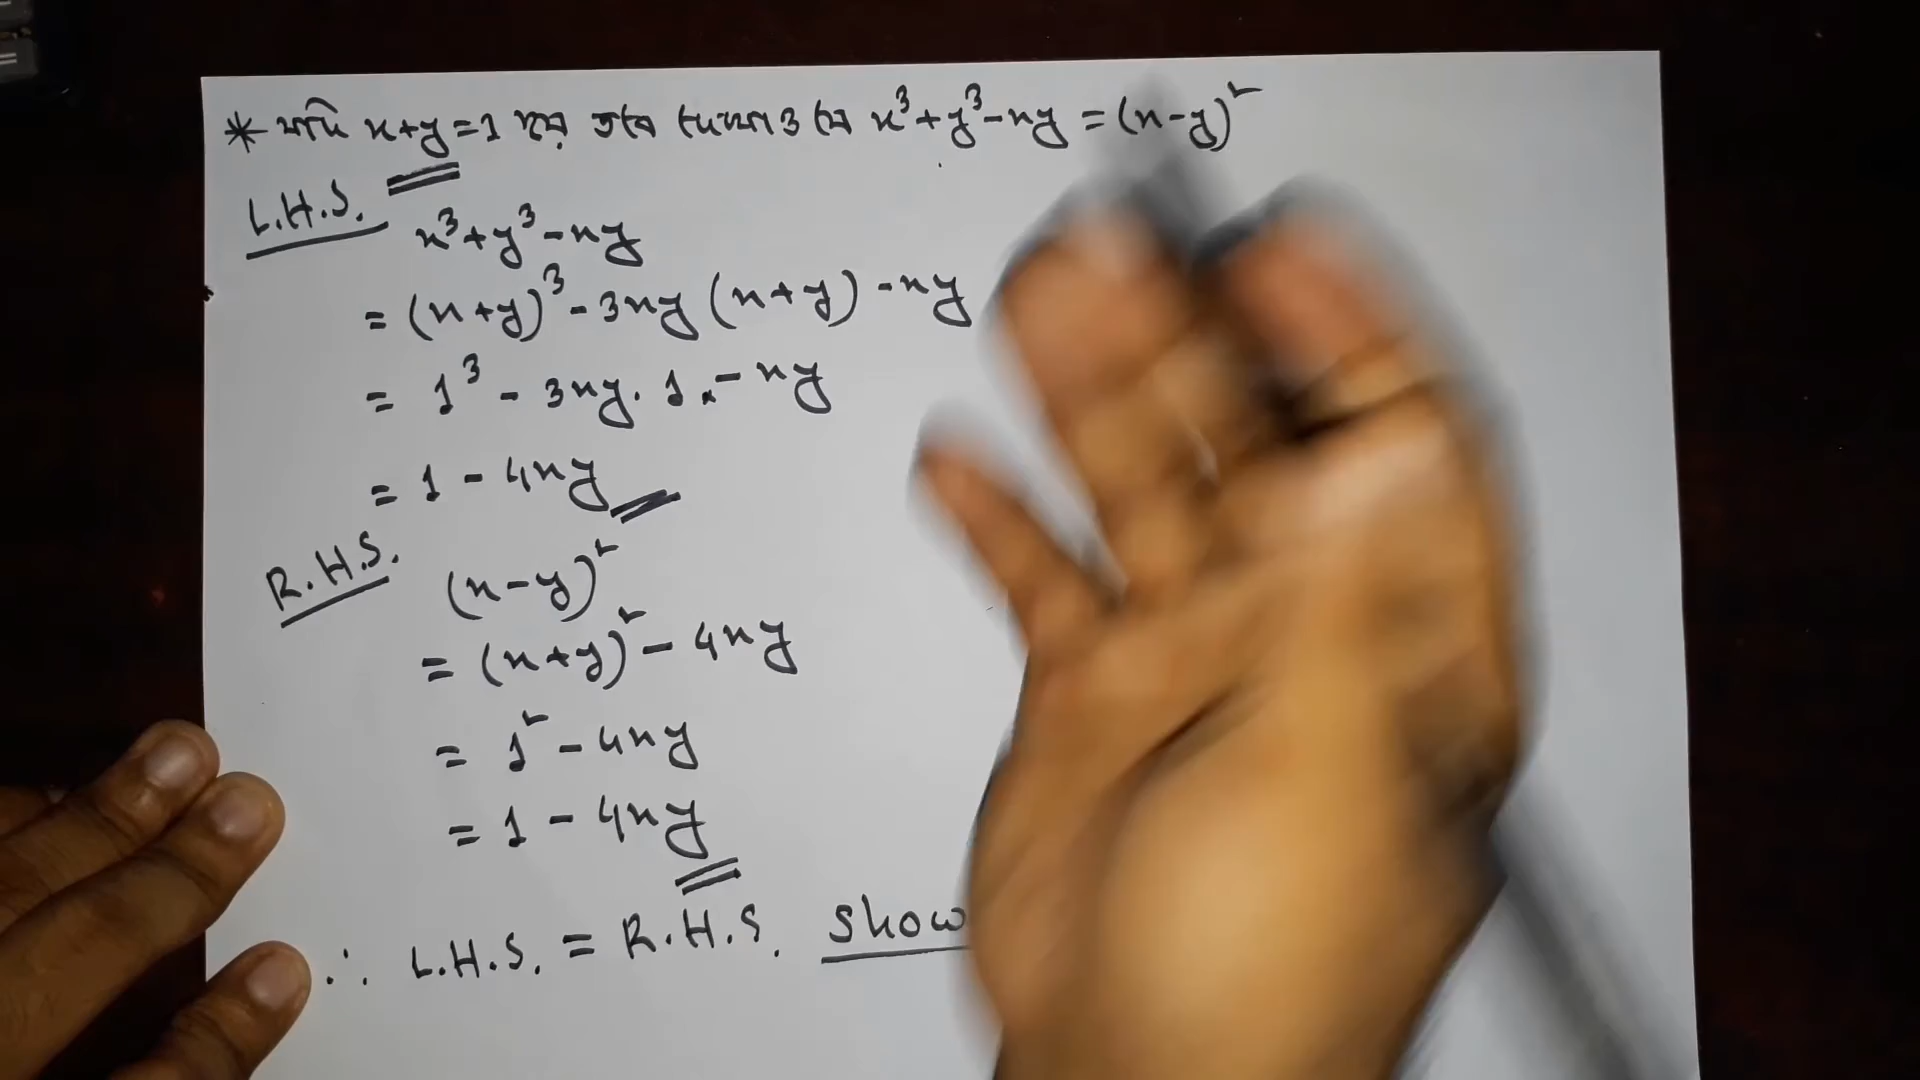 * যদি x+y=1 হয় তবে দেখাও যে x³+y³-xy = (x-y)²
L.H.S.
x³+y³-xy
= (x+y)³-3xy(x+y)-xy
= 1³ - 3xy.1.-xy
= 1 - 4xy
R.H.S.
(x-y)²
= (x+y)² - 4xy
= 1² - 4xy
= 1 - 4xy
∴ L.H.S. = R.H.S. Show